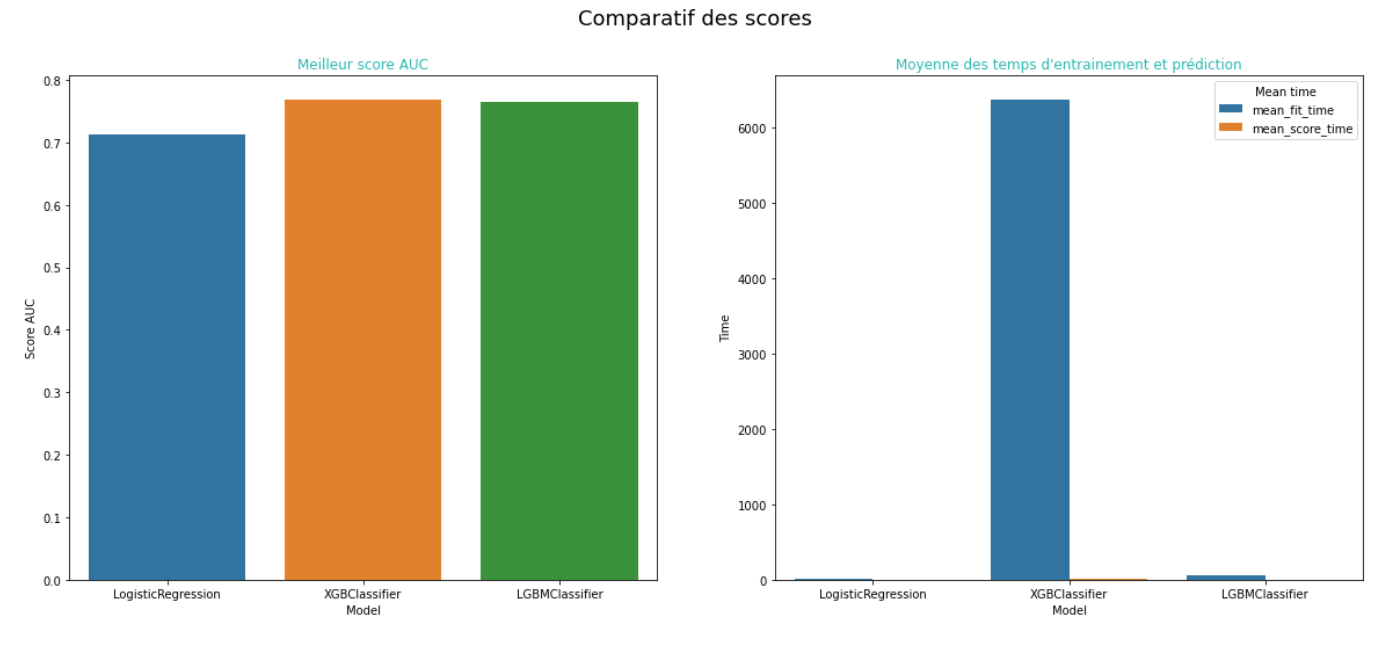 Comparatif des scores
Meilleur score AUC
0.8
0.7
0.6
0.5
0.4
0.3
0.2
0.1
0.0
Score AUC
LogisticRegression XGBClassifier LGBMClassifier
Model
Moyenne des temps d'entrainement et prédiction
Mean time
mean_fit_time
mean_score_time
6000
5000
4000
3000
2000
1000
0
Time
LogisticRegression XGBClassifier LGBMClassifier
Model